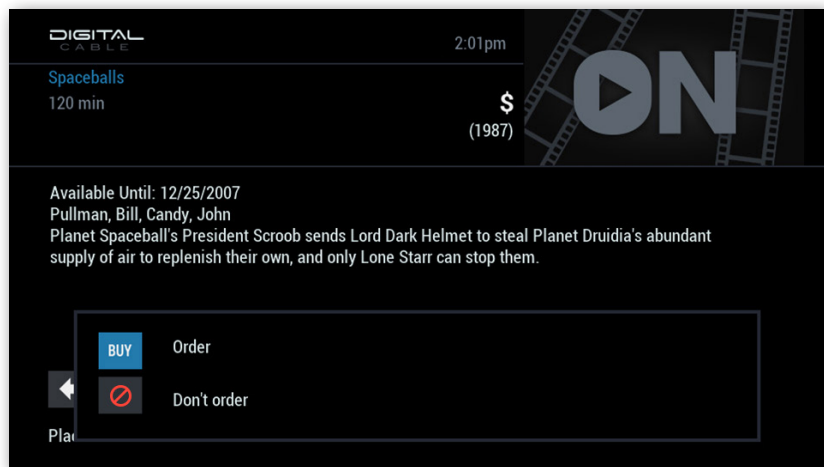 DIGITAL
CABLE
2:01pm
Spaceballs
120 min
$
(1987)
ON
Available Until: 12/25/2007
Pullman, Bill, Candy, John
Planet Spaceball's President Scroob sends Lord Dark Helmet to steal Planet Druidia's abundant
supply of air to replenish their own, and only Lone Starr can stop them.
BUY Order
Don't order